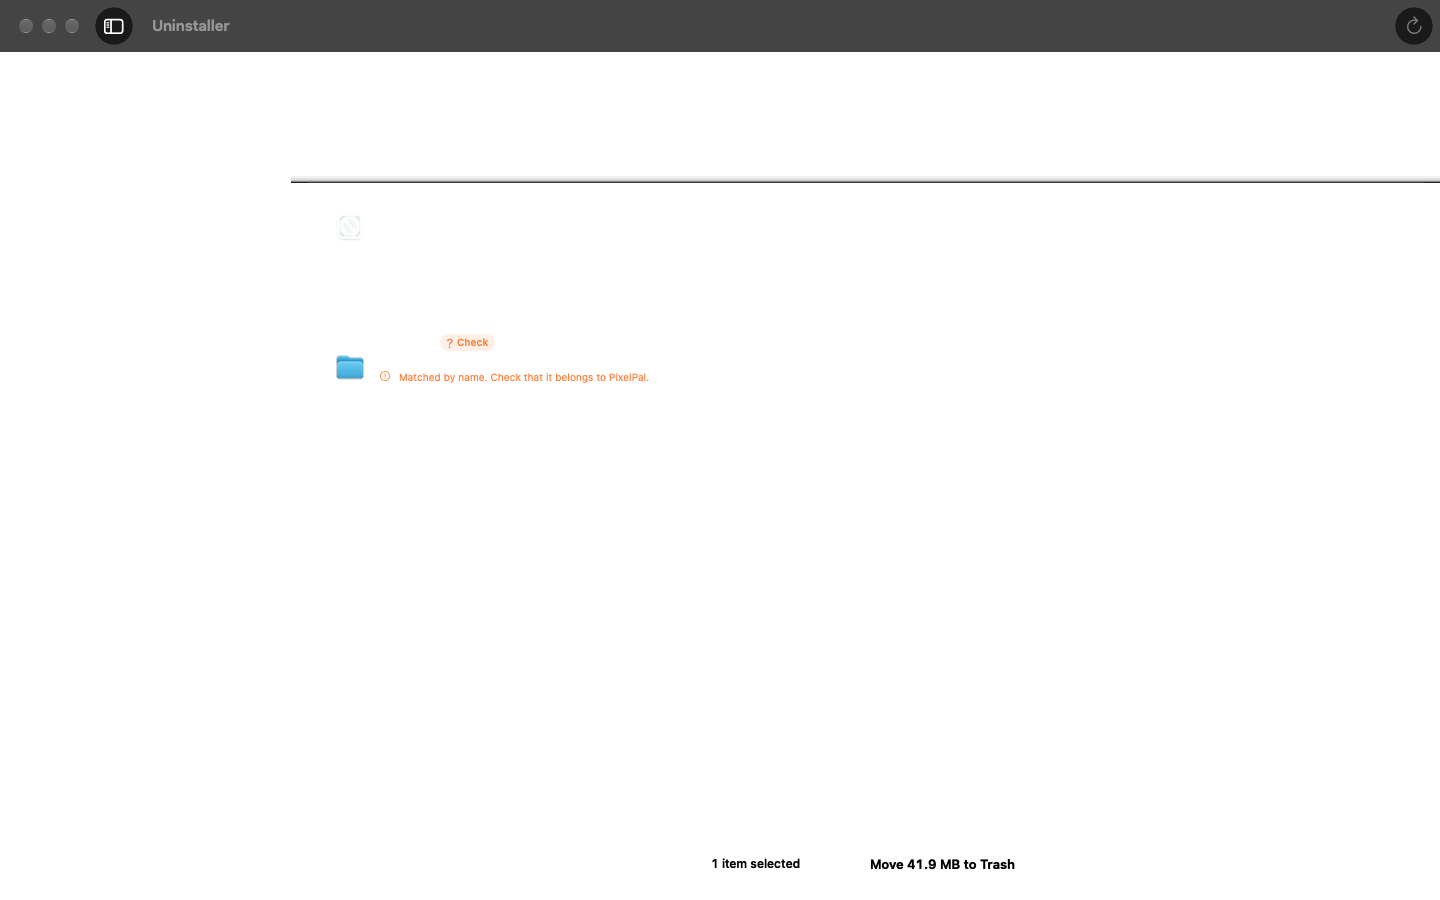 Uninstaller
? Check
Matched by name. Check that it belongs to PixelPal.
1 item selected
Move 41.9 MB to Trash